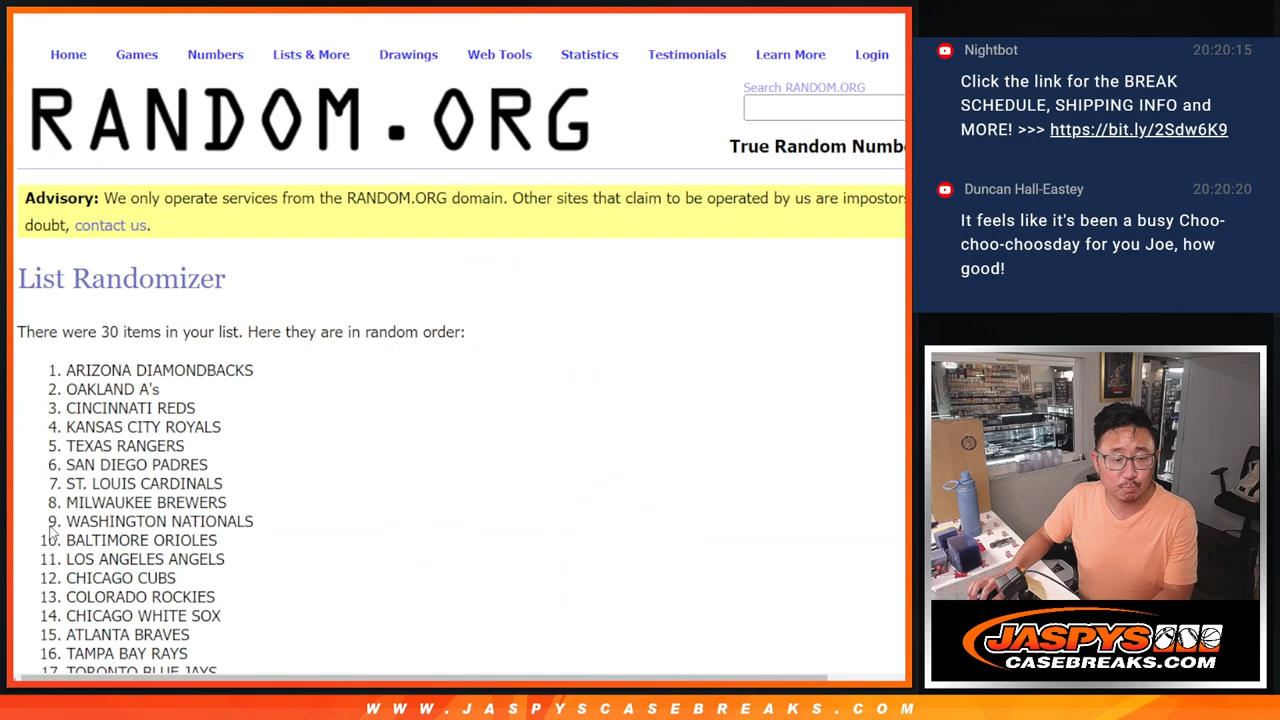 Home Games Numbers Lists & More Drawings Web Tools Statistics Testimonials Learn More Login
RANDOM.ORG
Search RANDOM.ORG
True Random Numb
Advisory: We only operate services from the RANDOM.ORG domain. Other sites that claim to be operated by us are impostors
doubt, contact us.
List Randomizer
There were 30 items in your list. Here they are in random order:
1. ARIZONA DIAMONDBACKS
2. OAKLAND A's
3. CINCINNATI REDS
4. KANSAS CITY ROYALS
5. TEXAS RANGERS
6. SAN DIEGO PADRES
7. ST. LOUIS CARDINALS
8. MILWAUKEE BREWERS
9. WASHINGTON NATIONALS
10. BALTIMORE ORIOLES
11. LOS ANGELES ANGELS
12. CHICAGO CUBS
13. COLORADO ROCKIES
14. CHICAGO WHITE SOX
15. ATLANTA BRAVES
16. TAMPA BAY RAYS
17. TORONTO BLUE JAYS
Nightbot 20:20:15
Click the link for the BREAK
SCHEDULE, SHIPPING INFO and
MORE! >>> https://bit.ly/2Sdw6K9
Duncan Hall-Eastey 20:20:20
It feels like it's been a busy Choo-
choo-choosday for you Joe, how
good!
JASPYS
CASEBREAKS.COM
WWW.JASPYSCASEBREAKS.COM